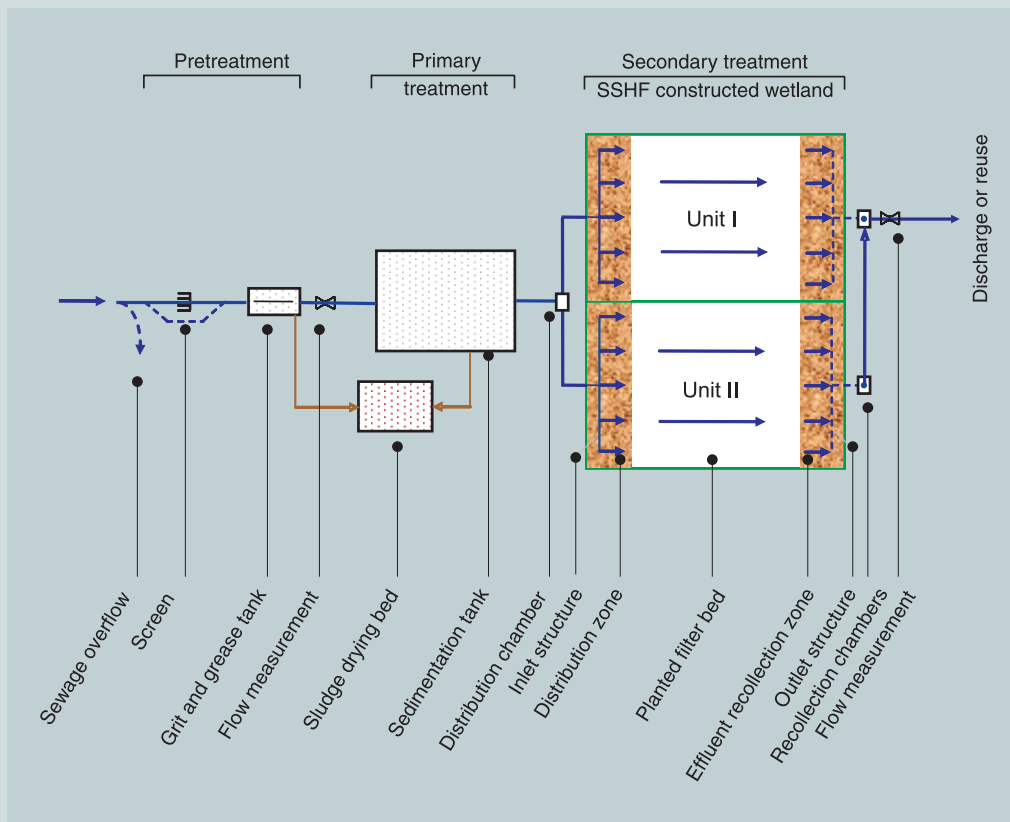 Pretreatment
Primary
treatment
Secondary treatment
SSHF constructed wetland
Unit I
Unit II
Discharge or reuse
Sewage overflow
Screen
Grit and grease tank
Flow measurement
Sludge drying bed
Sedimentation tank
Distribution chamber
Inlet structure
Distribution zone
Planted filter bed
Effluent recollection zone
Outlet structure
Recollection chambers
Flow measurement